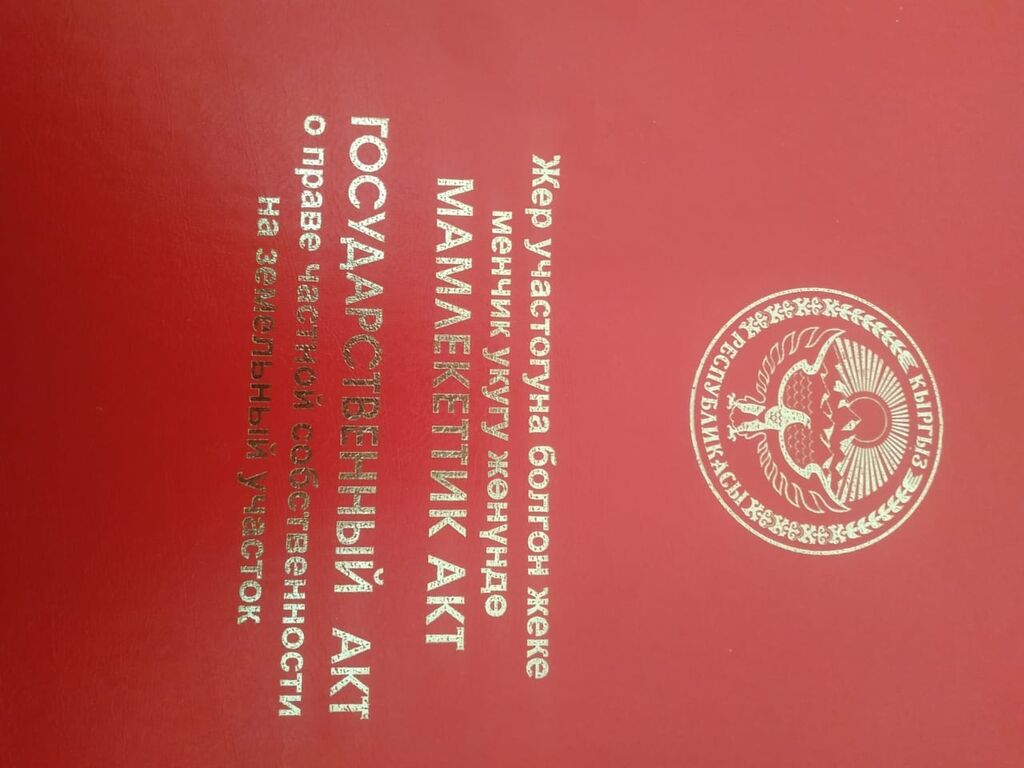 КЫРГЫЗ
РЕСПУБЛИКАСЫ
Жер участогуна болгон жеке
менчик укугу жөнүндө
МАМЛЕКЕТТИК АКТ
ГОСУДАРСТВЕННЫЙ АКТ
о праве частной собственности
на земельный участок